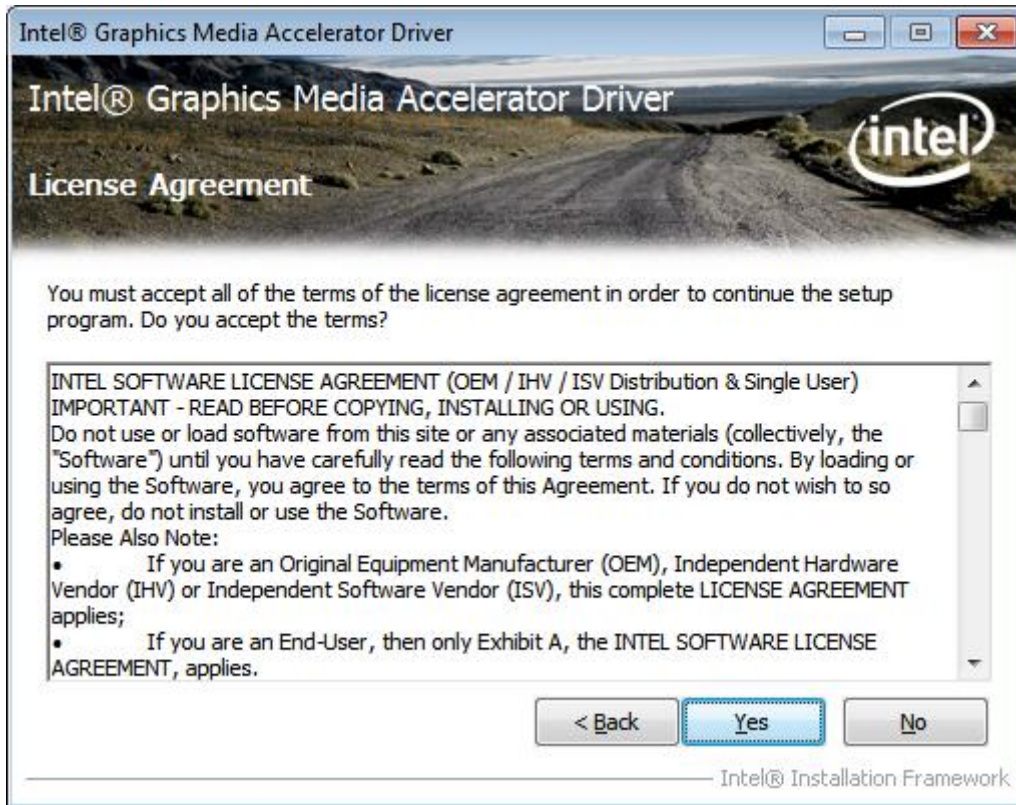 Intel® Graphics Media Accelerator Driver
Intel® Graphics Media Accelerator Driver
intel
License Agreement
You must accept all of the terms of the license agreement in order to continue the setup
program. Do you accept the terms?
INTEL SOFTWARE LICENSE AGREEMENT (OEM / IHV / ISV Distribution & Single User)
IMPORTANT - READ BEFORE COPYING, INSTALLING OR USING.
Do not use or load software from this site or any associated materials (collectively, the
"Software") until you have carefully read the following terms and conditions. By loading or
using the Software, you agree to the terms of this Agreement. If you do not wish to so
agree, do not install or use the Software.
Please Also Note:
• If you are an Original Equipment Manufacturer (OEM), Independent Hardware
Vendor (IHV) or Independent Software Vendor (ISV), this complete LICENSE AGREEMENT
applies;
• If you are an End-User, then only Exhibit A, the INTEL SOFTWARE LICENSE
AGREEMENT, applies.
< Back Yes No
Intel® Installation Framework